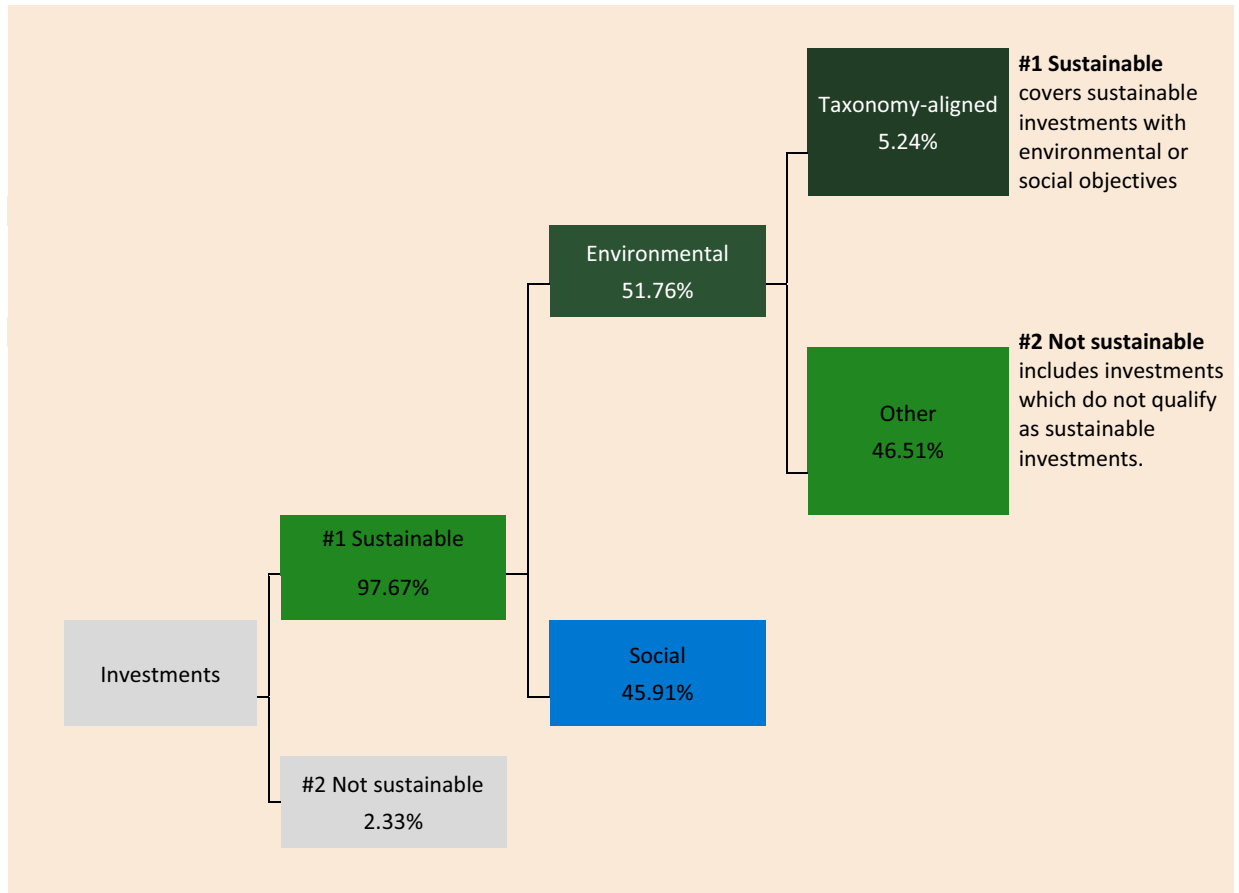 Taxonomy-aligned
5.24%
#1 Sustainable
covers sustainable
investments with
environmental or
social objectives
Environmental
51.76%
Other
46.51%
#2 Not sustainable
includes investments
which do not qualify
as sustainable
investments.
#1 Sustainable
97.67%
Investments
Social
45.91%
#2 Not sustainable
2.33%